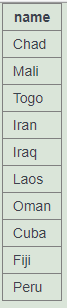 name
Chad
Mali
Togo
Iran
Iraq
Laos
Oman
Cuba
Fiji
Peru